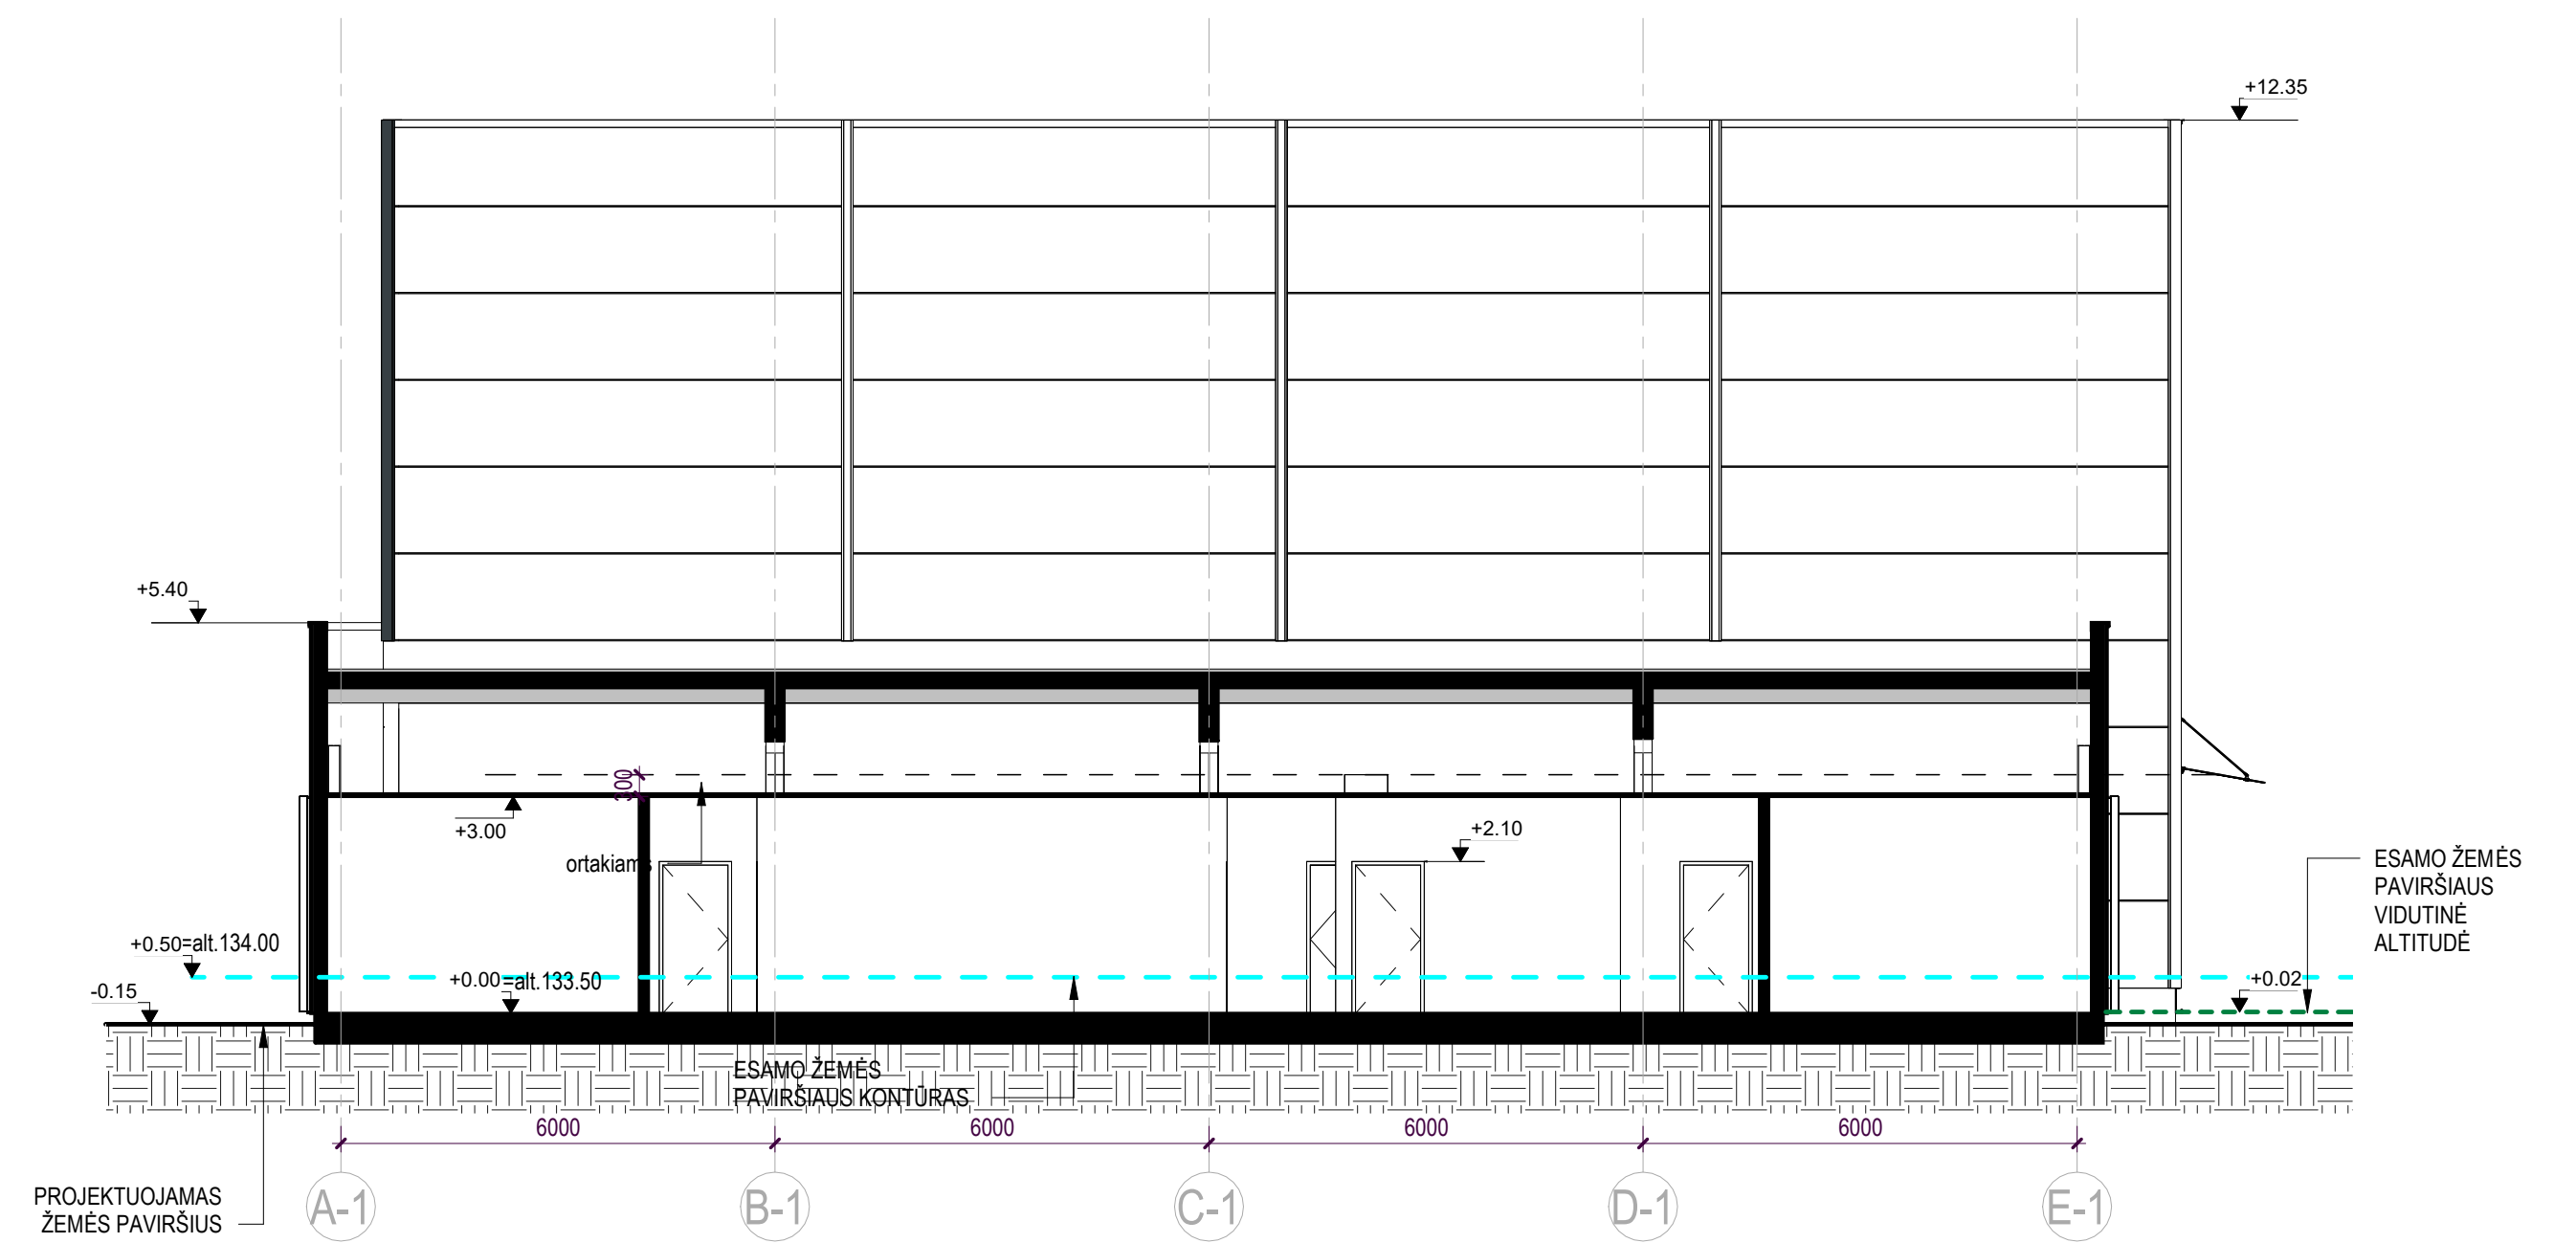 +12.35
+5.40
300
+3.00
+2.10
ortakiams
ESAMO ŽEMĖS
PAVIRŠIAUS
VIDUTINĖ
ALTITUDĖ
+0.50=alt.134.00
+0.00=alt.133.50
+0.02
-0.15
ESAMO ŽEMĖS
PAVIRŠIAUS KONTŪRAS
6000
6000
6000
6000
PROJEKTUOJAMAS
ŽEMĖS PAVIRŠIUS
A-1
B-1
C-1
D-1
E-1